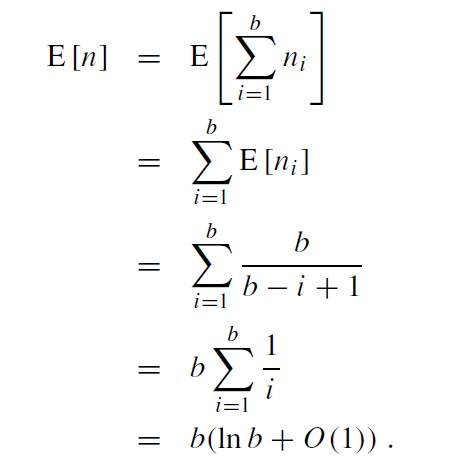 E[n] = E[∑_{i=1}^{b} n_i]
= ∑_{i=1}^{b} E[n_i]
= ∑_{i=1}^{b} b/(b − i + 1)
= b ∑_{i=1}^{b} 1/i
= b(ln b + O(1)) .